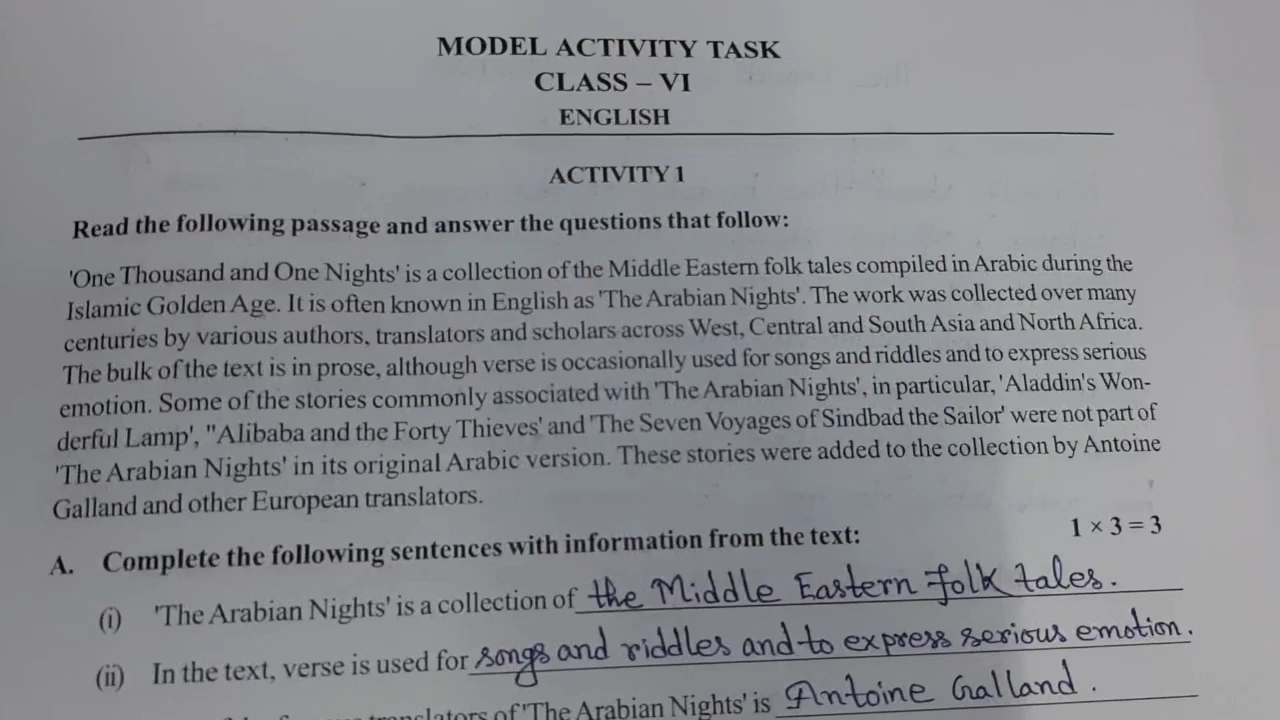 MODEL ACTIVITY TASK
CLASS – VI
ENGLISH
ACTIVITY 1
Read the following passage and answer the questions that follow:
'One Thousand and One Nights' is a collection of the Middle Eastern folk tales compiled in Arabic during the
Islamic Golden Age. It is often known in English as 'The Arabian Nights'. The work was collected over many
centuries by various authors, translators and scholars across West, Central and South Asia and North Africa.
The bulk of the text is in prose, although verse is occasionally used for songs and riddles and to express serious
emotion. Some of the stories commonly associated with 'The Arabian Nights', in particular, 'Aladdin's Won-
derful Lamp', "Alibaba and the Forty Thieves' and 'The Seven Voyages of Sindbad the Sailor' were not part of
'The Arabian Nights' in its original Arabic version. These stories were added to the collection by Antoine
Galland and other European translators.
A. Complete the following sentences with information from the text: 1 × 3 = 3
(i) 'The Arabian Nights' is a collection of the Middle Eastern folk tales.
(ii) In the text, verse is used for songs and riddles and to express serious emotion.
translators of 'The Arabian Nights' is Antoine Galland.